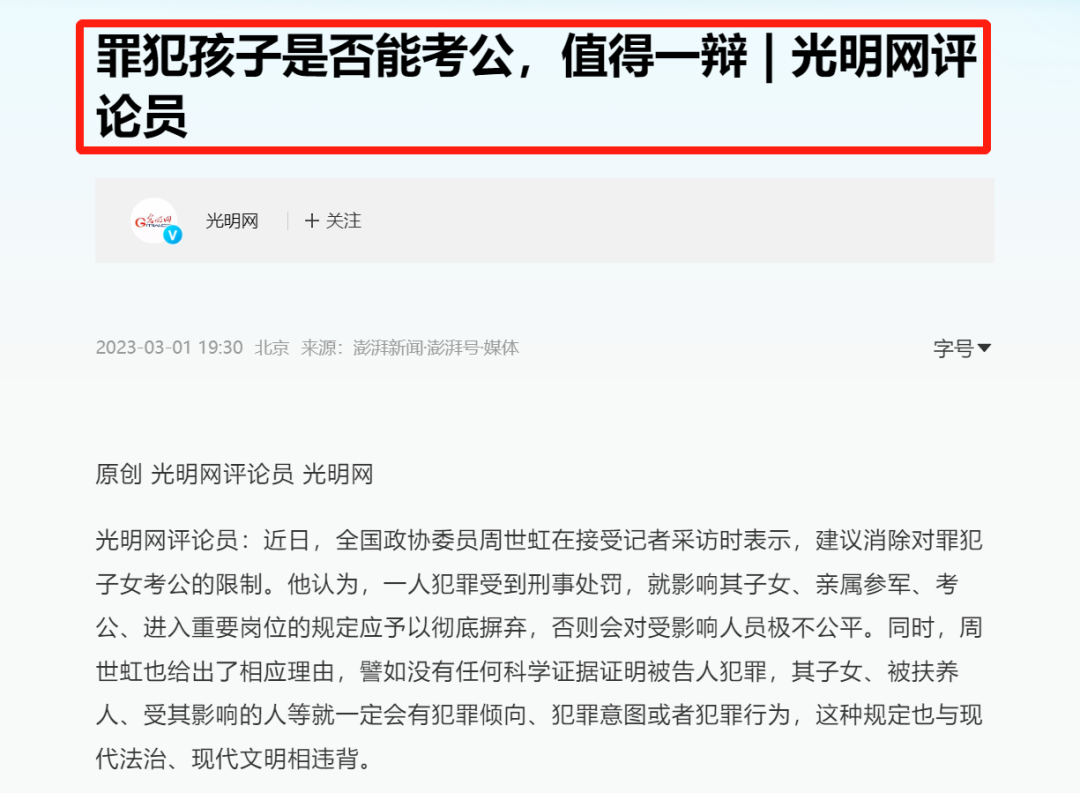 罪犯孩子是否能考公，值得一辩 | 光明网评
论员
光明网
+ 关注
2023-03-01 19:30 北京 来源：澎湃新闻·澎湃号·媒体
字号
原创 光明网评论员 光明网
光明网评论员：近日，全国政协委员周世虹在接受记者采访时表示，建议消除对罪犯
子女考公的限制。他认为，一人犯罪受到刑事处罚，就影响其子女、亲属参军、考
公、进入重要岗位的规定应予以彻底摒弃，否则会对受影响人员极不公平。同时，周
世虹也给出了相应理由，譬如没有任何科学证据证明被告人犯罪，其子女、被扶养
人、受其影响的人等就一定会有犯罪倾向、犯罪意图或者犯罪行为，这种规定也与现
代法治、现代文明相违背。